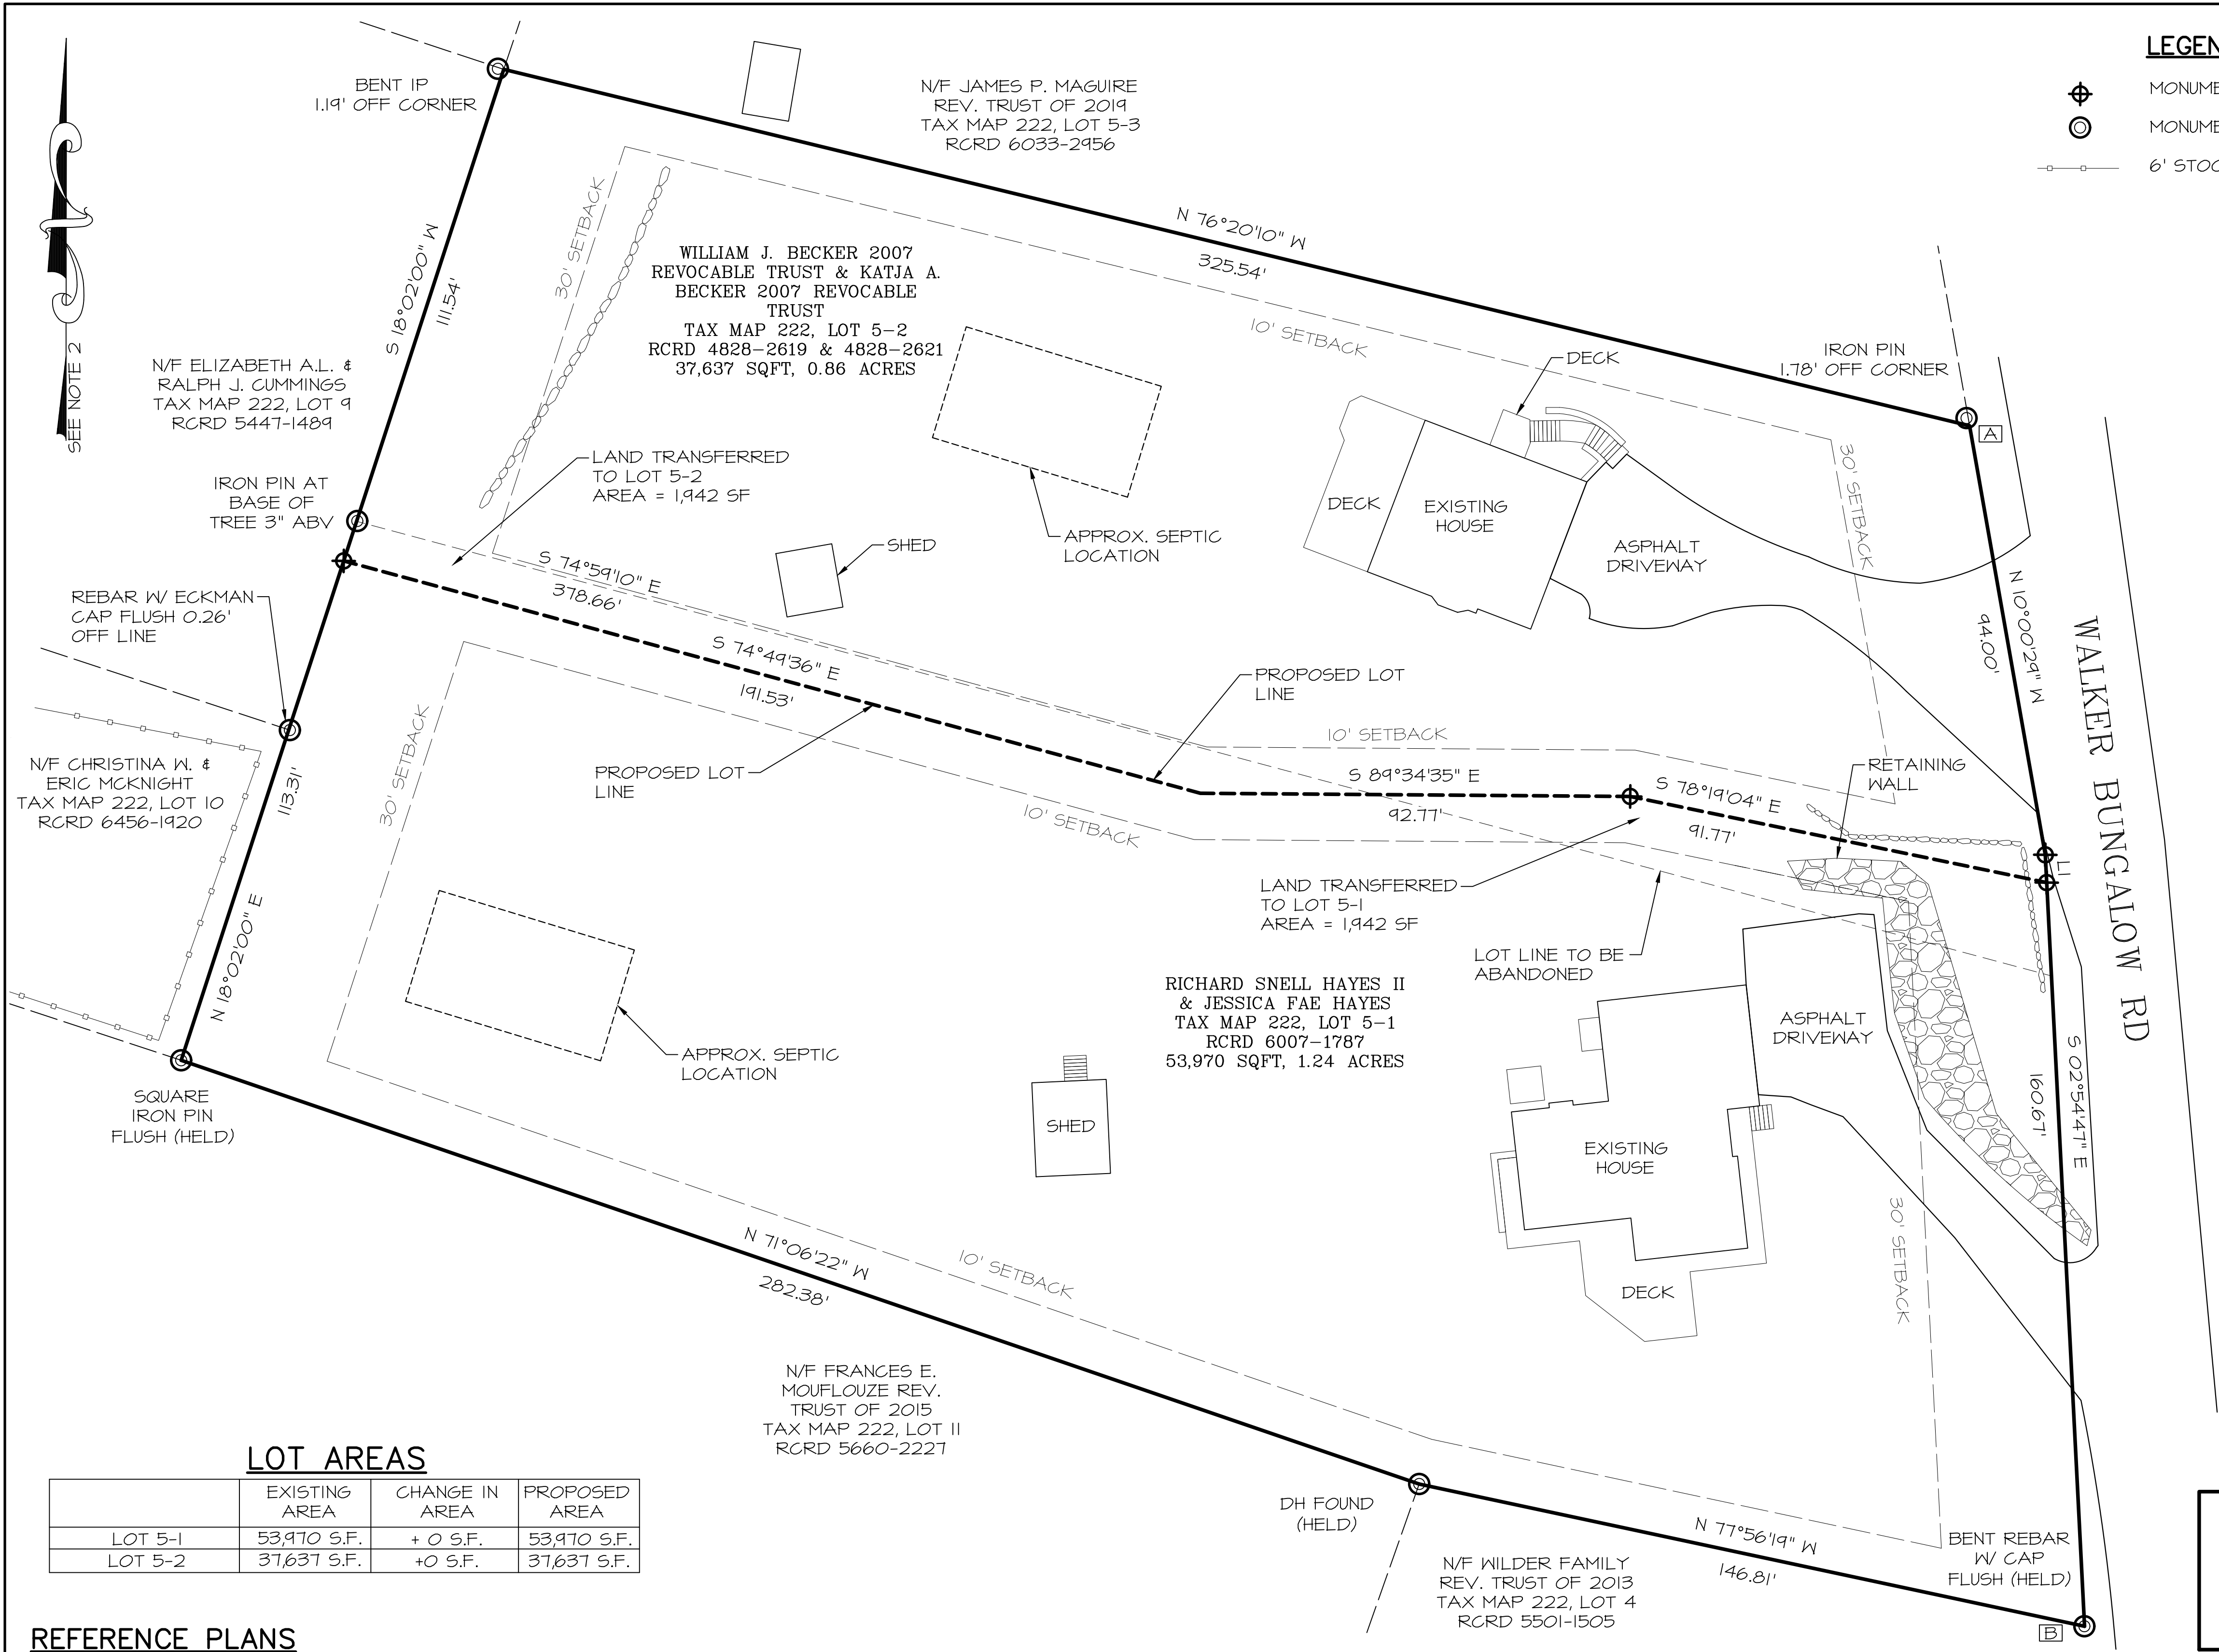 LEGEN
MONUME
MONUME
6' STOC
SEE NOTE 2
BENT IP
1.19' OFF CORNER
N/F JAMES P. MAGUIRE
REV. TRUST OF 2019
TAX MAP 222, LOT 5-3
RCRD 6033-2956
N 76°20'10" W
325.54'
10' SETBACK
30' SETBACK
S 18°02'00" W
111.54'
WILLIAM J. BECKER 2007
REVOCABLE TRUST & KATJA A.
BECKER 2007 REVOCABLE
TRUST
TAX MAP 222, LOT 5-2
RCRD 4828-2619 & 4828-2621
37,637 SQFT, 0.86 ACRES
N/F ELIZABETH A.L. &
RALPH J. CUMMINGS
TAX MAP 222, LOT 9
RCRD 5447-1489
IRON PIN
1.78' OFF CORNER
A
DECK
DECK
EXISTING
HOUSE
ASPHALT
DRIVEWAY
30' SETBACK
N 10°00'29" W
94.00'
LAND TRANSFERRED
TO LOT 5-2
AREA = 1,942 SF
IRON PIN AT
BASE OF
TREE 3" ABV
APPROX. SEPTIC
LOCATION
SHED
S 74°59'10" E
378.66'
REBAR W/ ECKMAN
CAP FLUSH 0.26'
OFF LINE
S 74°49'36" E
191.53'
PROPOSED LOT
LINE
PROPOSED LOT
LINE
10' SETBACK
S 89°34'35" E
92.77'
S 78°19'04" E
91.77'
RETAINING
WALL
L1
WALKER BUNGALOW RD
N/F CHRISTINA W. &
ERIC MCKNIGHT
TAX MAP 222, LOT 10
RCRD 6456-1920
113.31'
N 18°02'00" E
30' SETBACK
10' SETBACK
LAND TRANSFERRED
TO LOT 5-1
AREA = 1,942 SF
LOT LINE TO BE
ABANDONED
RICHARD SNELL HAYES II
& JESSICA FAE HAYES
TAX MAP 222, LOT 5-1
RCRD 6007-1787
53,970 SQFT, 1.24 ACRES
ASPHALT
DRIVEWAY
S 02°54'47" E
160.67'
APPROX. SEPTIC
LOCATION
SQUARE
IRON PIN
FLUSH (HELD)
SHED
EXISTING
HOUSE
DECK
30' SETBACK
N 71°06'22" W
282.38'
10' SETBACK
N/F FRANCES E.
MOUFLOUZE REV.
TRUST OF 2015
TAX MAP 222, LOT 11
RCRD 5660-2227
DH FOUND
(HELD)
N 77°56'19" W
146.81'
BENT REBAR
W/ CAP
FLUSH (HELD)
B
N/F WILDER FAMILY
REV. TRUST OF 2013
TAX MAP 222, LOT 4
RCRD 5501-1505
LOT AREAS
EXISTING AREA CHANGE IN AREA PROPOSED AREA
LOT 5-1 53,970 S.F. + 0 S.F. 53,970 S.F.
LOT 5-2 37,637 S.F. +0 S.F. 37,637 S.F.
REFERENCE PLANS